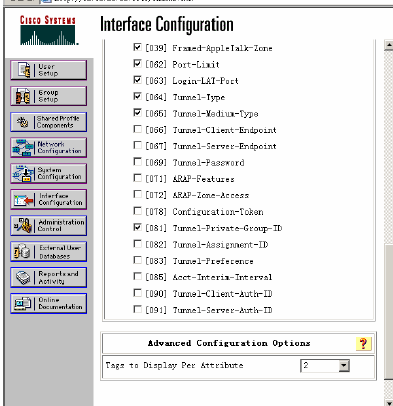 CISCO SYSTEMS
Interface Configuration
User
Setup
Group
Setup
Shared Profile
Components
Network
Configuration
System
Configuration
Interface
Configuration
Administration
Control
External User
Databases
Reports and
Activity
Online
Documentation
[039] Framed-AppleTalk-Zone
[062] Port-Limit
[063] Login-LAT-Port
[064] Tunnel-Type
[065] Tunnel-Medium-Type
[066] Tunnel-Client-Endpoint
[067] Tunnel-Server-Endpoint
[069] Tunnel-Password
[071] ARAP-Features
[072] ARAP-Zone-Access
[078] Configuration-Token
[081] Tunnel-Private-Group-ID
[082] Tunnel-Assignment-ID
[083] Tunnel-Preference
[085] Acct-Interim-Interval
[090] Tunnel-Client-Auth-ID
[091] Tunnel-Server-Auth-ID
Advanced Configuration Options ?
Tags to Display Per Attribute 2